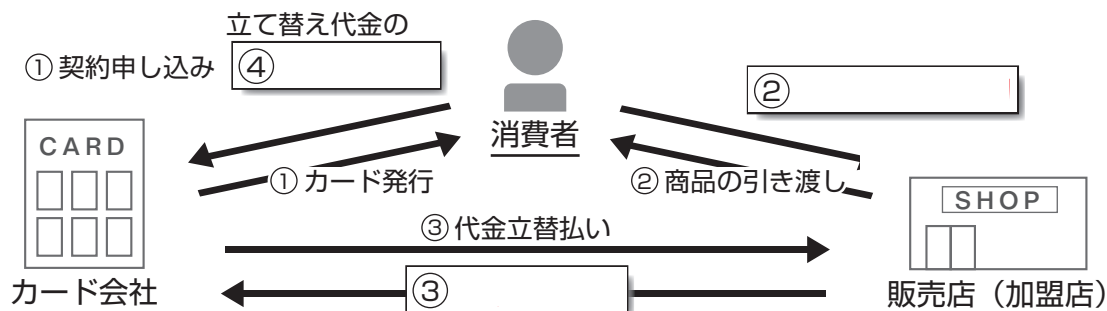 立て替え代金の
① 契約申し込み
④
②
CARD
消費者
① カード発行
② 商品の引き渡し
SHOP
③ 代金立替払い
③
カード会社
販売店（加盟店）